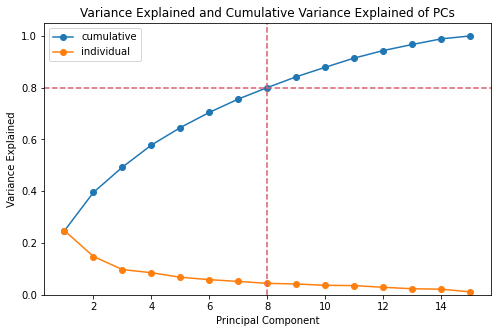 Variance Explained and Cumulative Variance Explained of PCs
cumulative
individual
1.0
0.8
0.6
0.4
0.2
0.0
Variance Explained
2 4 6 8 10 12 14
Principal Component